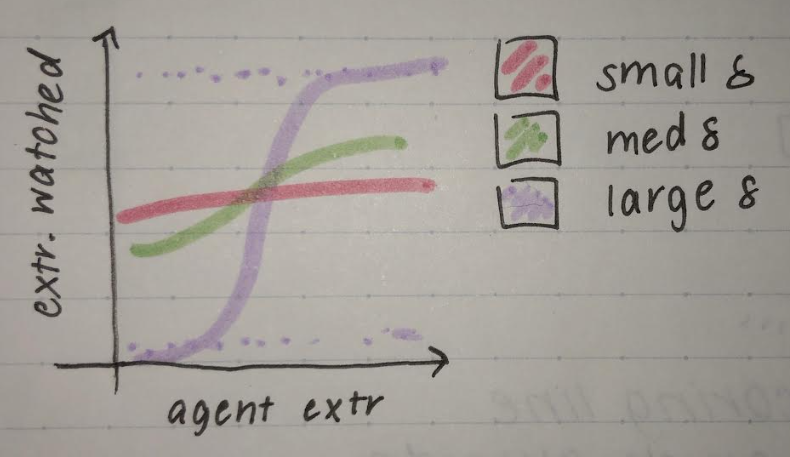 extr. watched
agent extr
small δ
med δ
large δ